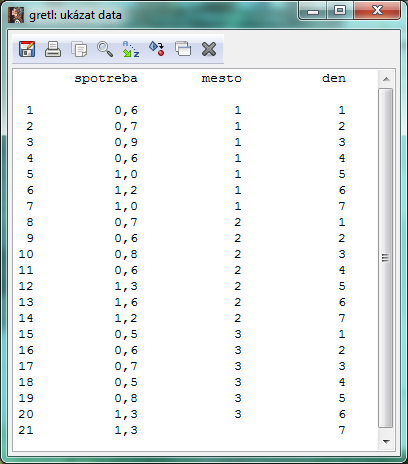 gretl: ukázat data
spotreba mesto den
1 0,6 1 1
2 0,7 1 2
3 0,9 1 3
4 0,6 1 4
5 1,0 1 5
6 1,2 1 6
7 1,0 1 7
8 0,7 2 1
9 0,6 2 2
10 0,8 2 3
11 0,6 2 4
12 1,3 2 5
13 1,6 2 6
14 1,2 2 7
15 0,5 3 1
16 0,6 3 2
17 0,7 3 3
18 0,5 3 4
19 0,8 3 5
20 1,3 3 6
21 1,3 7